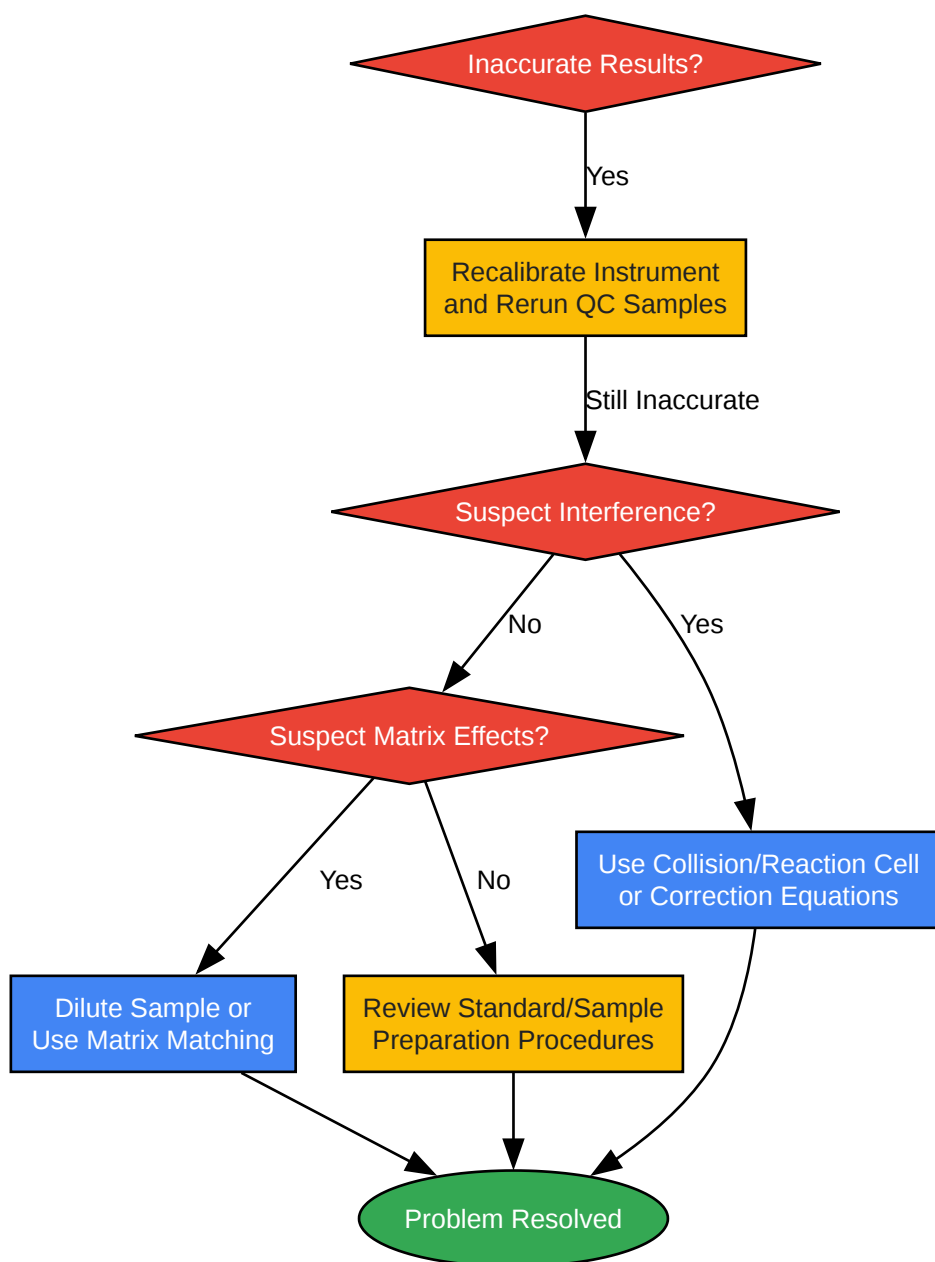 Inaccurate Results?
Yes
Recalibrate Instrument
and Rerun QC Samples
Still Inaccurate
Suspect Interference?
No
Yes
Suspect Matrix Effects?
Yes
No
Use Collision/Reaction Cell
or Correction Equations
Dilute Sample or
Use Matrix Matching
Review Standard/Sample
Preparation Procedures
Problem Resolved